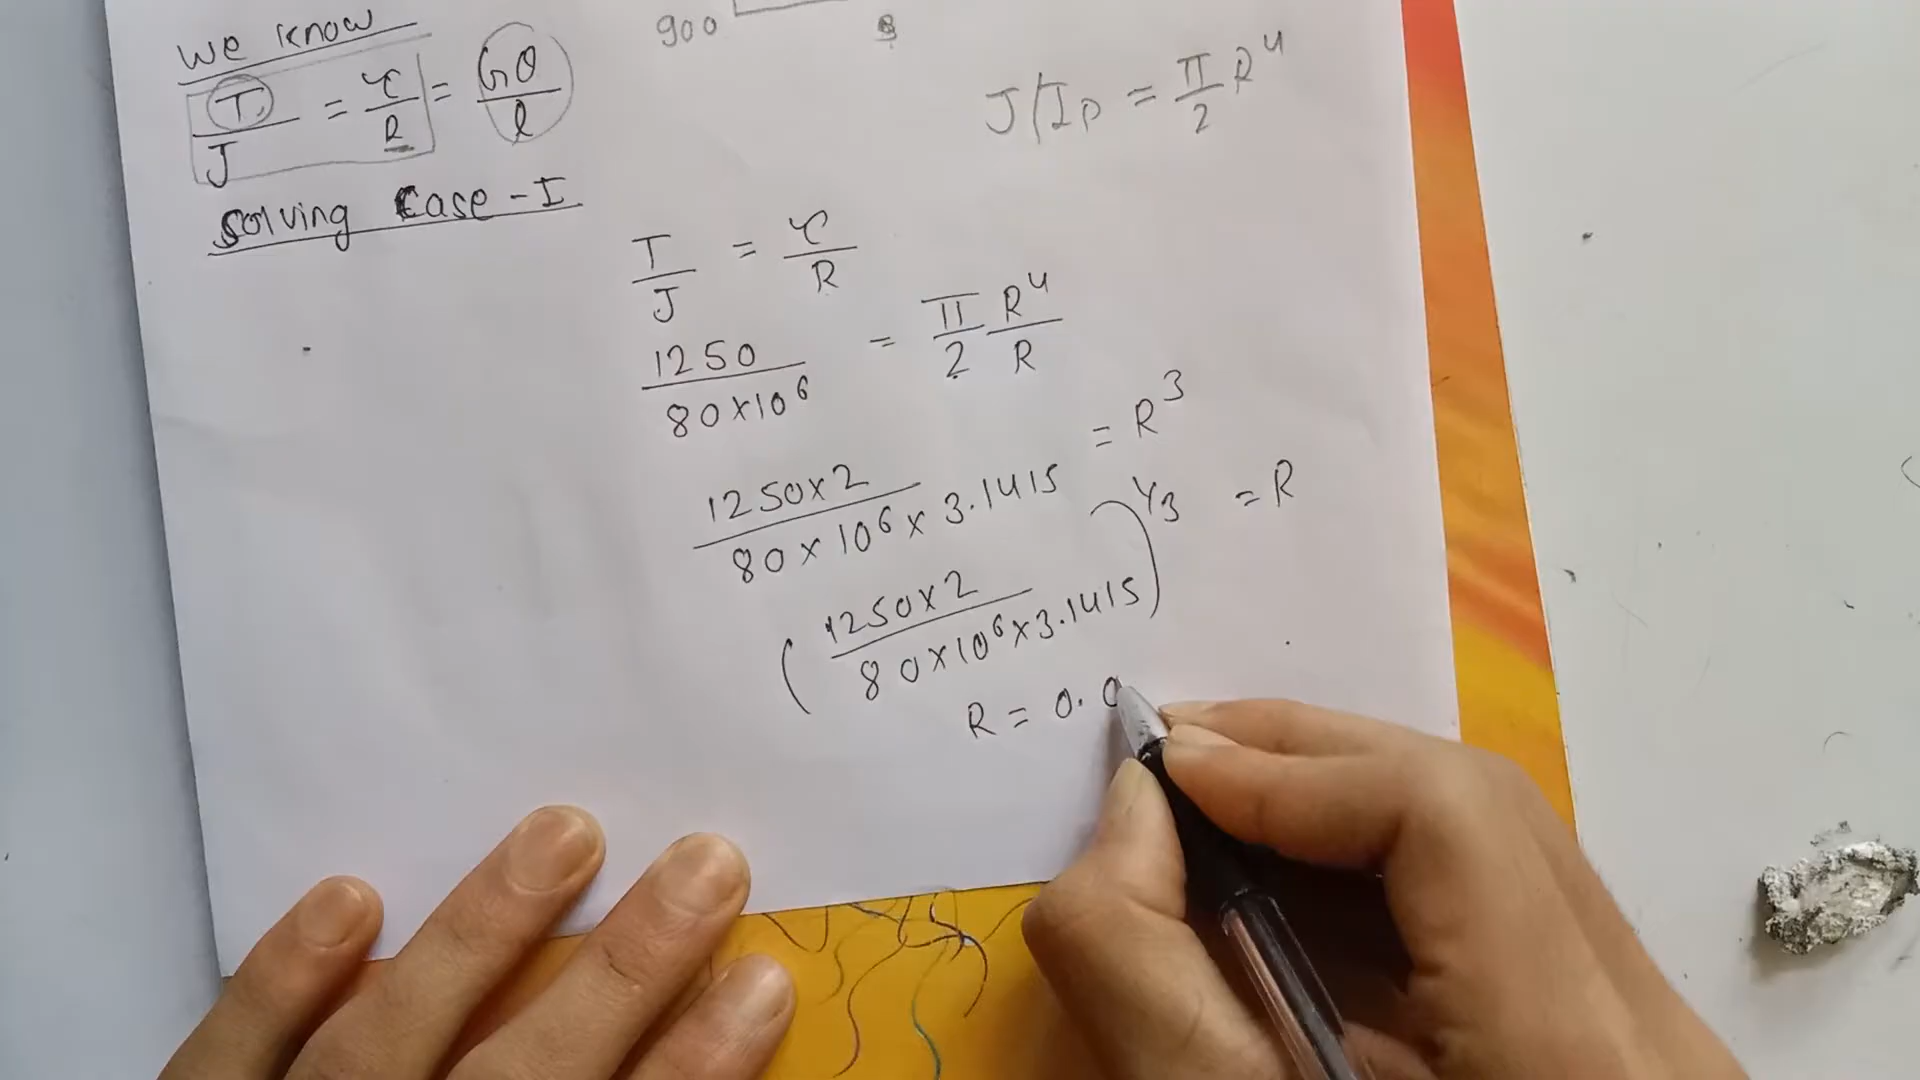 900
We know
T/J = τ/R = Gθ/l
J/Ip = π/2 R⁴
Solving Case - I
T/J = τ/R
1250/80×10⁶ = π/2 R⁴/R
1250×2/80×10⁶×3.1415 = R³
(1250×2/80×10⁶×3.1415)^1/3 = R
R = 0.0